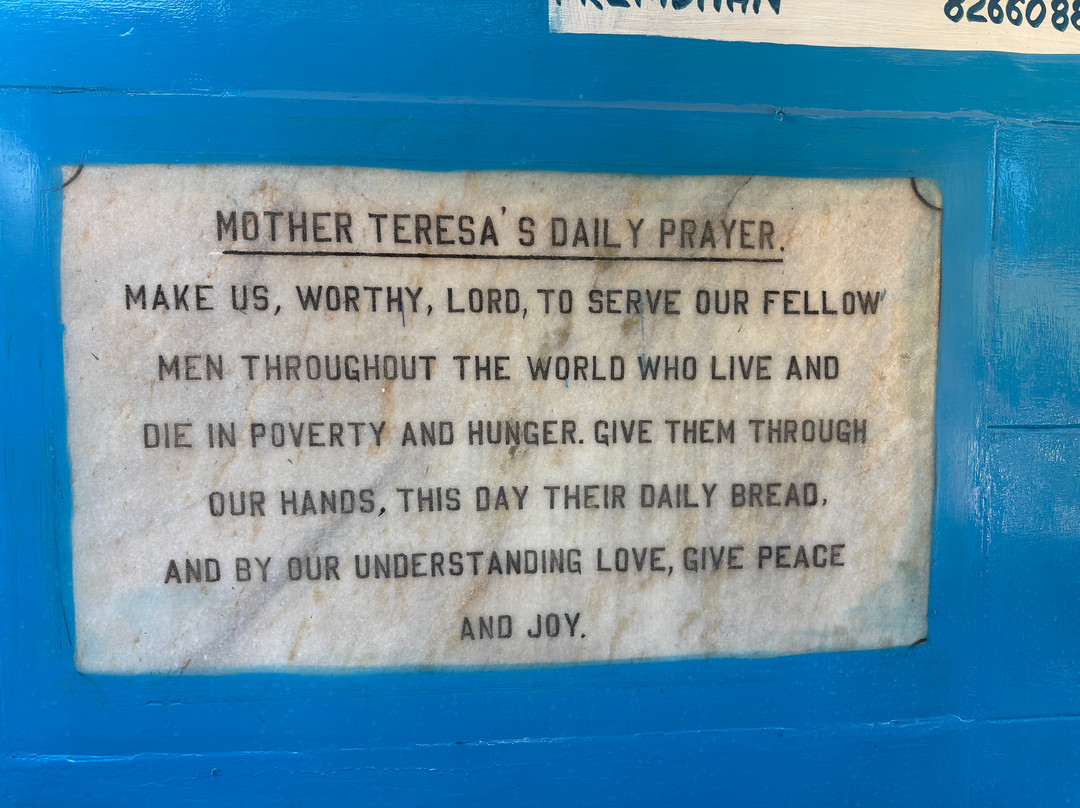 MOTHER TERESA'S DAILY PRAYER.
MAKE US, WORTHY, LORD, TO SERVE OUR FELLOW
MEN THROUGHOUT THE WORLD WHO LIVE AND
DIE IN POVERTY AND HUNGER. GIVE THEM THROUGH
OUR HANDS, THIS DAY THEIR DAILY BREAD,
AND BY OUR UNDERSTANDING LOVE, GIVE PEACE
AND JOY.